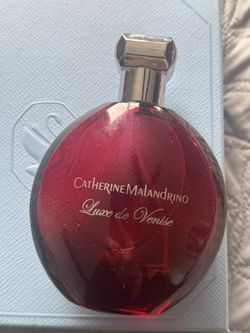 CATHERINE MALANDRINO
Luxe de Venise